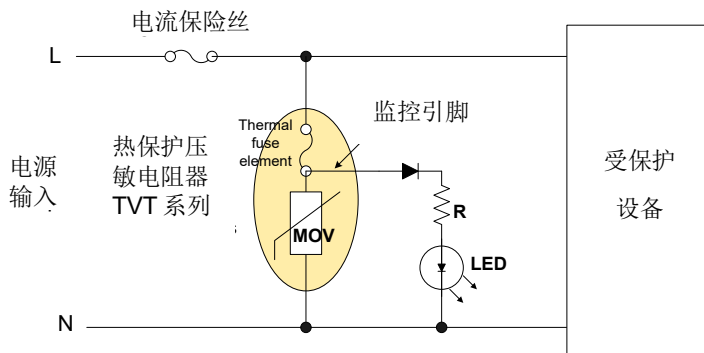 电流保险丝
L
Thermal
fuse
element
监控引脚
热保护压
敏电阻器
TVT 系列
电源
输入
受保护
设备
R
MOV
LED
N